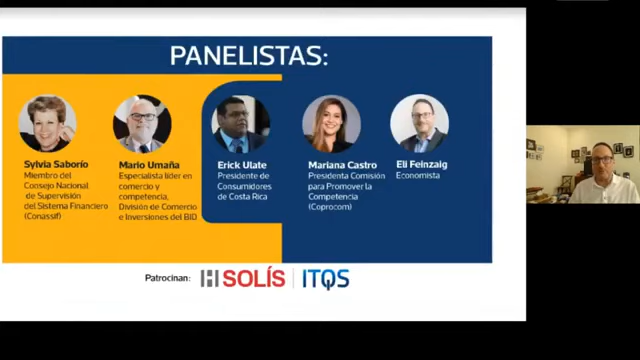 PANELISTAS:
Sylvia Saborío
Miembro del
Consejo Nacional
de Supervisión
del Sistema Financiero
(Conassif)
Mario Umaña
Especialista líder en
comercio y
competencia,
División de Comercio
e Inversiones del BID
Erick Ulate
Presidente de
Consumidores
de Costa Rica
Mariana Castro
Presidenta Comisión
para Promover la
Competencia
(Coprocom)
Eli Feinzaig
Economista
Patrocinan:
SOLÍS
ITQS